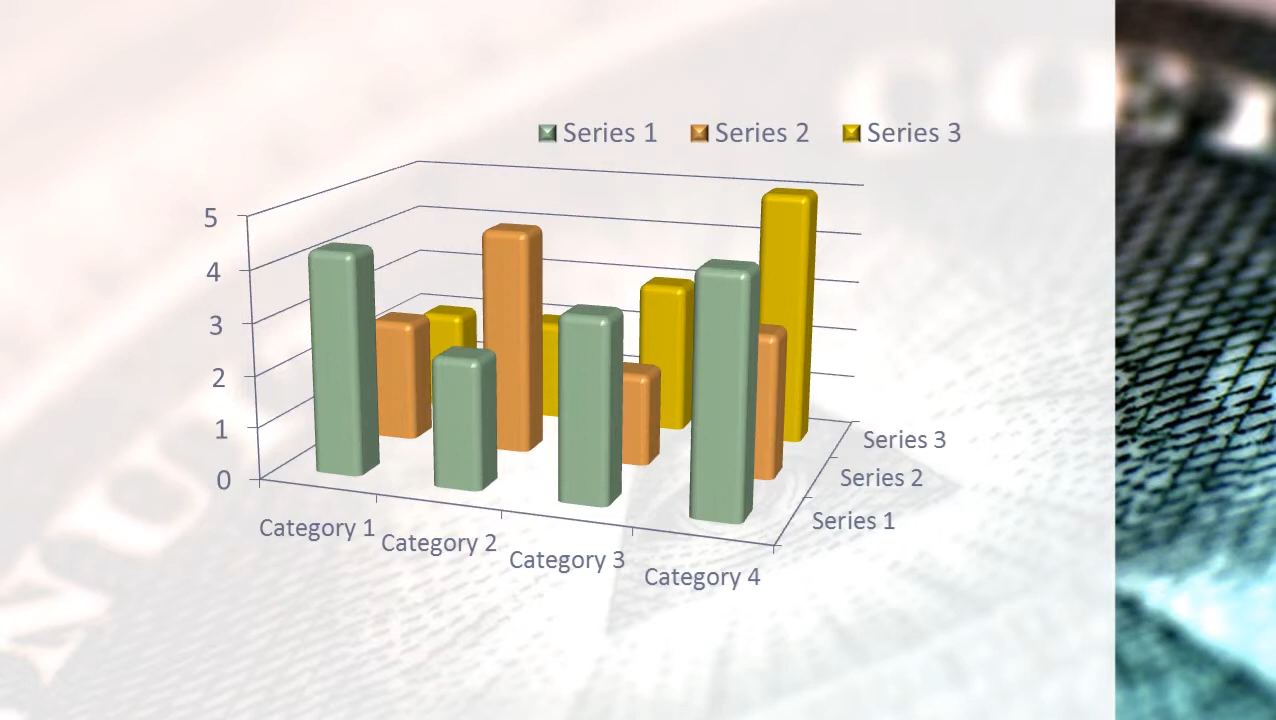 Series 1 Series 2 Series 3
5
4
3
2
1
0
Series 3
Series 2
Series 1
Category 1
Category 2
Category 3
Category 4